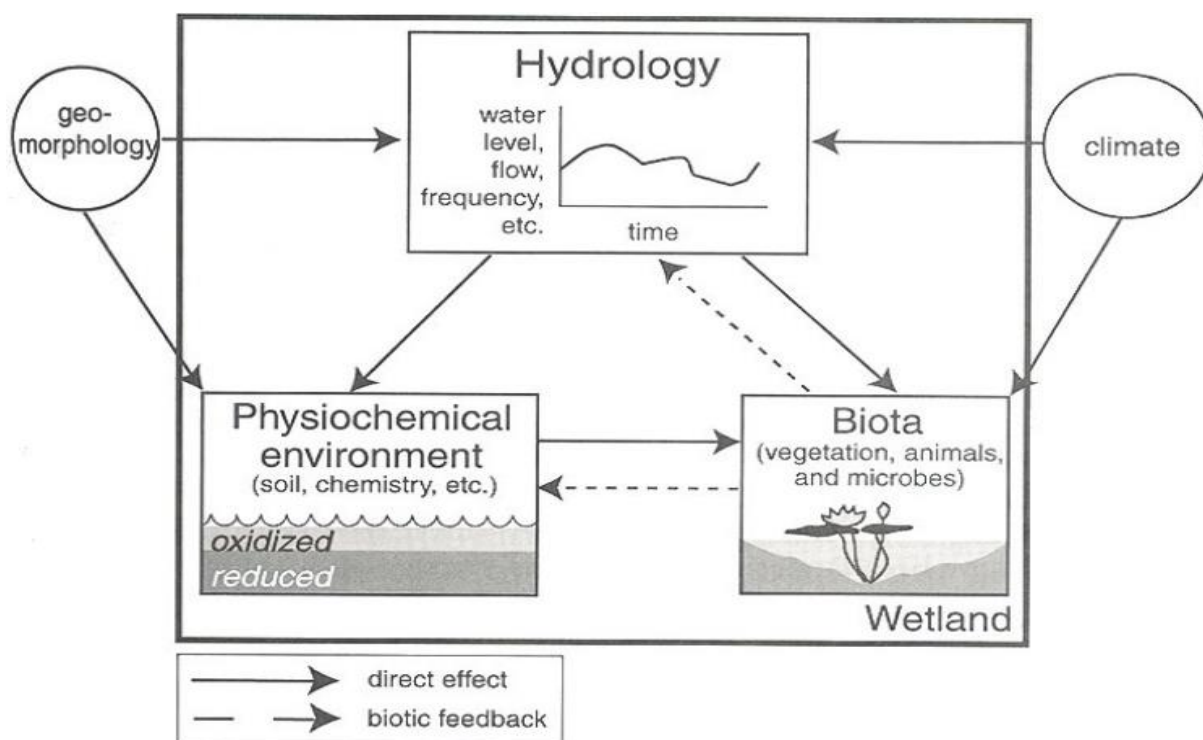 Hydrology
water
level,
flow,
frequency,
etc.
time
geo-
morphology
climate
Physiochemical
environment
(soil, chemistry, etc.)
oxidized
reduced
Biota
(vegetation, animals,
and microbes)
Wetland
direct effect
biotic feedback